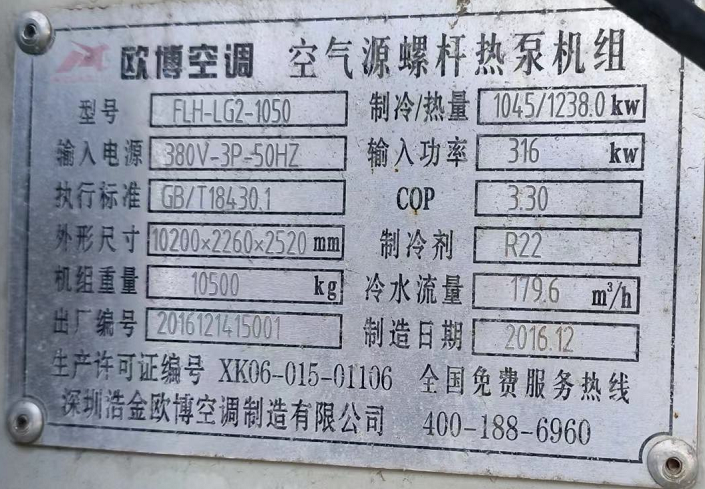 欧博空调 空气源螺杆热泵机组
型号 FLH-LG2-1050 制冷/热量 1045/1238.0 kw
输入电源 380V-3P-50HZ 输入功率 316 kw
执行标准 GB/T18430.1 COP 3.30
外形尺寸 10200×2260×2520 mm 制冷剂 R22
机组重量 10500 kg 冷水流量 179.6 m³/h
出厂编号 2016121415001 制造日期 2016.12
生产许可证编号 XK06-015-01106 全国免费服务热线
深圳浩金欧博空调制造有限公司 400-188-6960